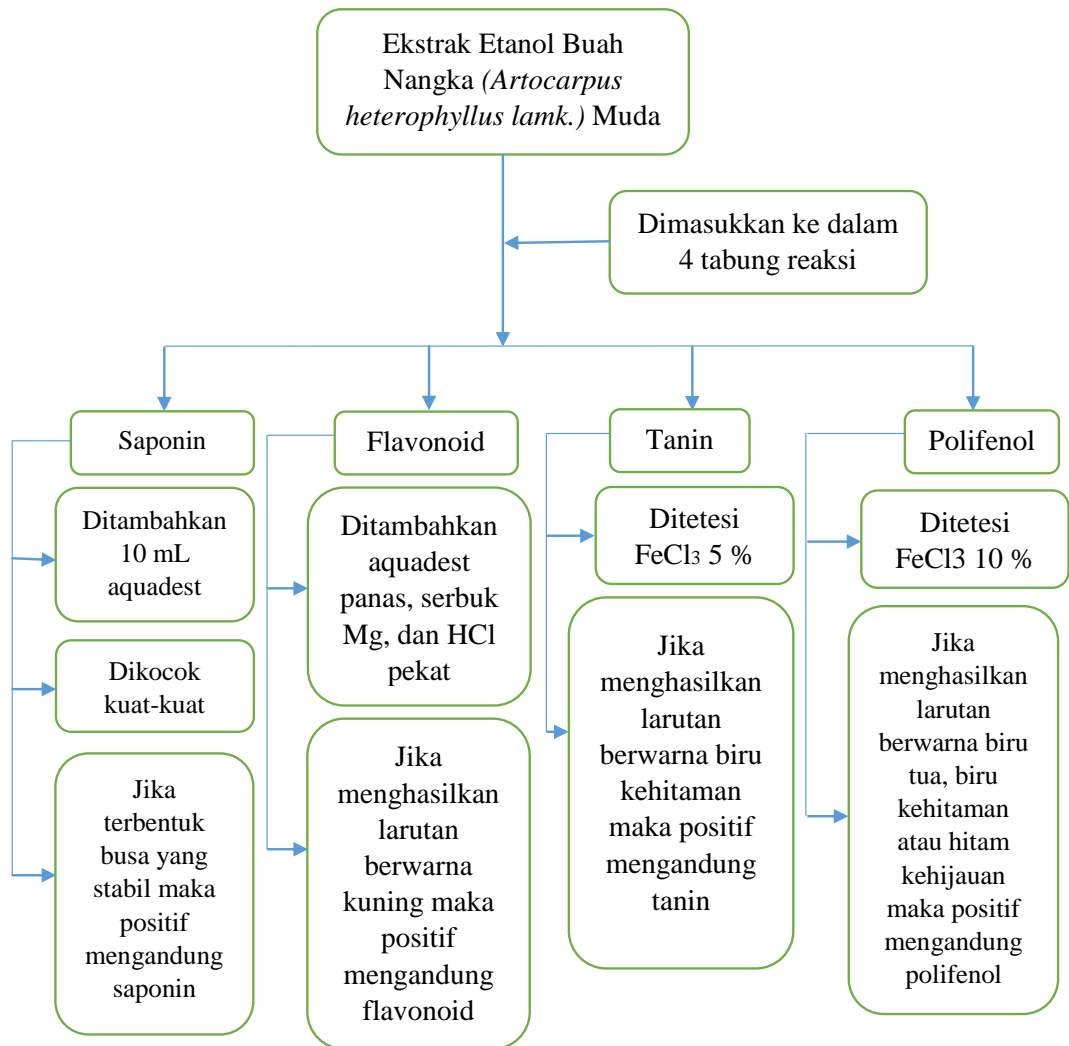 Ekstrak Etanol Buah
Nangka (Artocarpus
heterophyllus lamk.) Muda
Dimasukkan ke dalam
4 tabung reaksi
Saponin
Ditambahkan
10 mL
aquadest
Dikocok
kuat-kuat
Jika
terbentuk
busa yang
stabil maka
positif
mengandung
saponin
Flavonoid
Ditambahkan
aquadest
panas, serbuk
Mg, dan HCl
pekat
Jika
menghasilkan
larutan
berwarna
kuning maka
positif
mengandung
flavonoid
Tanin
Ditetesi
FeCl₃ 5 %
Jika
menghasilkan
larutan
berwarna biru
kehitaman
maka positif
mengandung
tanin
Polifenol
Ditetesi
FeCl3 10 %
Jika
menghasilkan
larutan
berwarna biru
tua, biru
kehitaman
atau hitam
kehijauan
maka positif
mengandung
polifenol